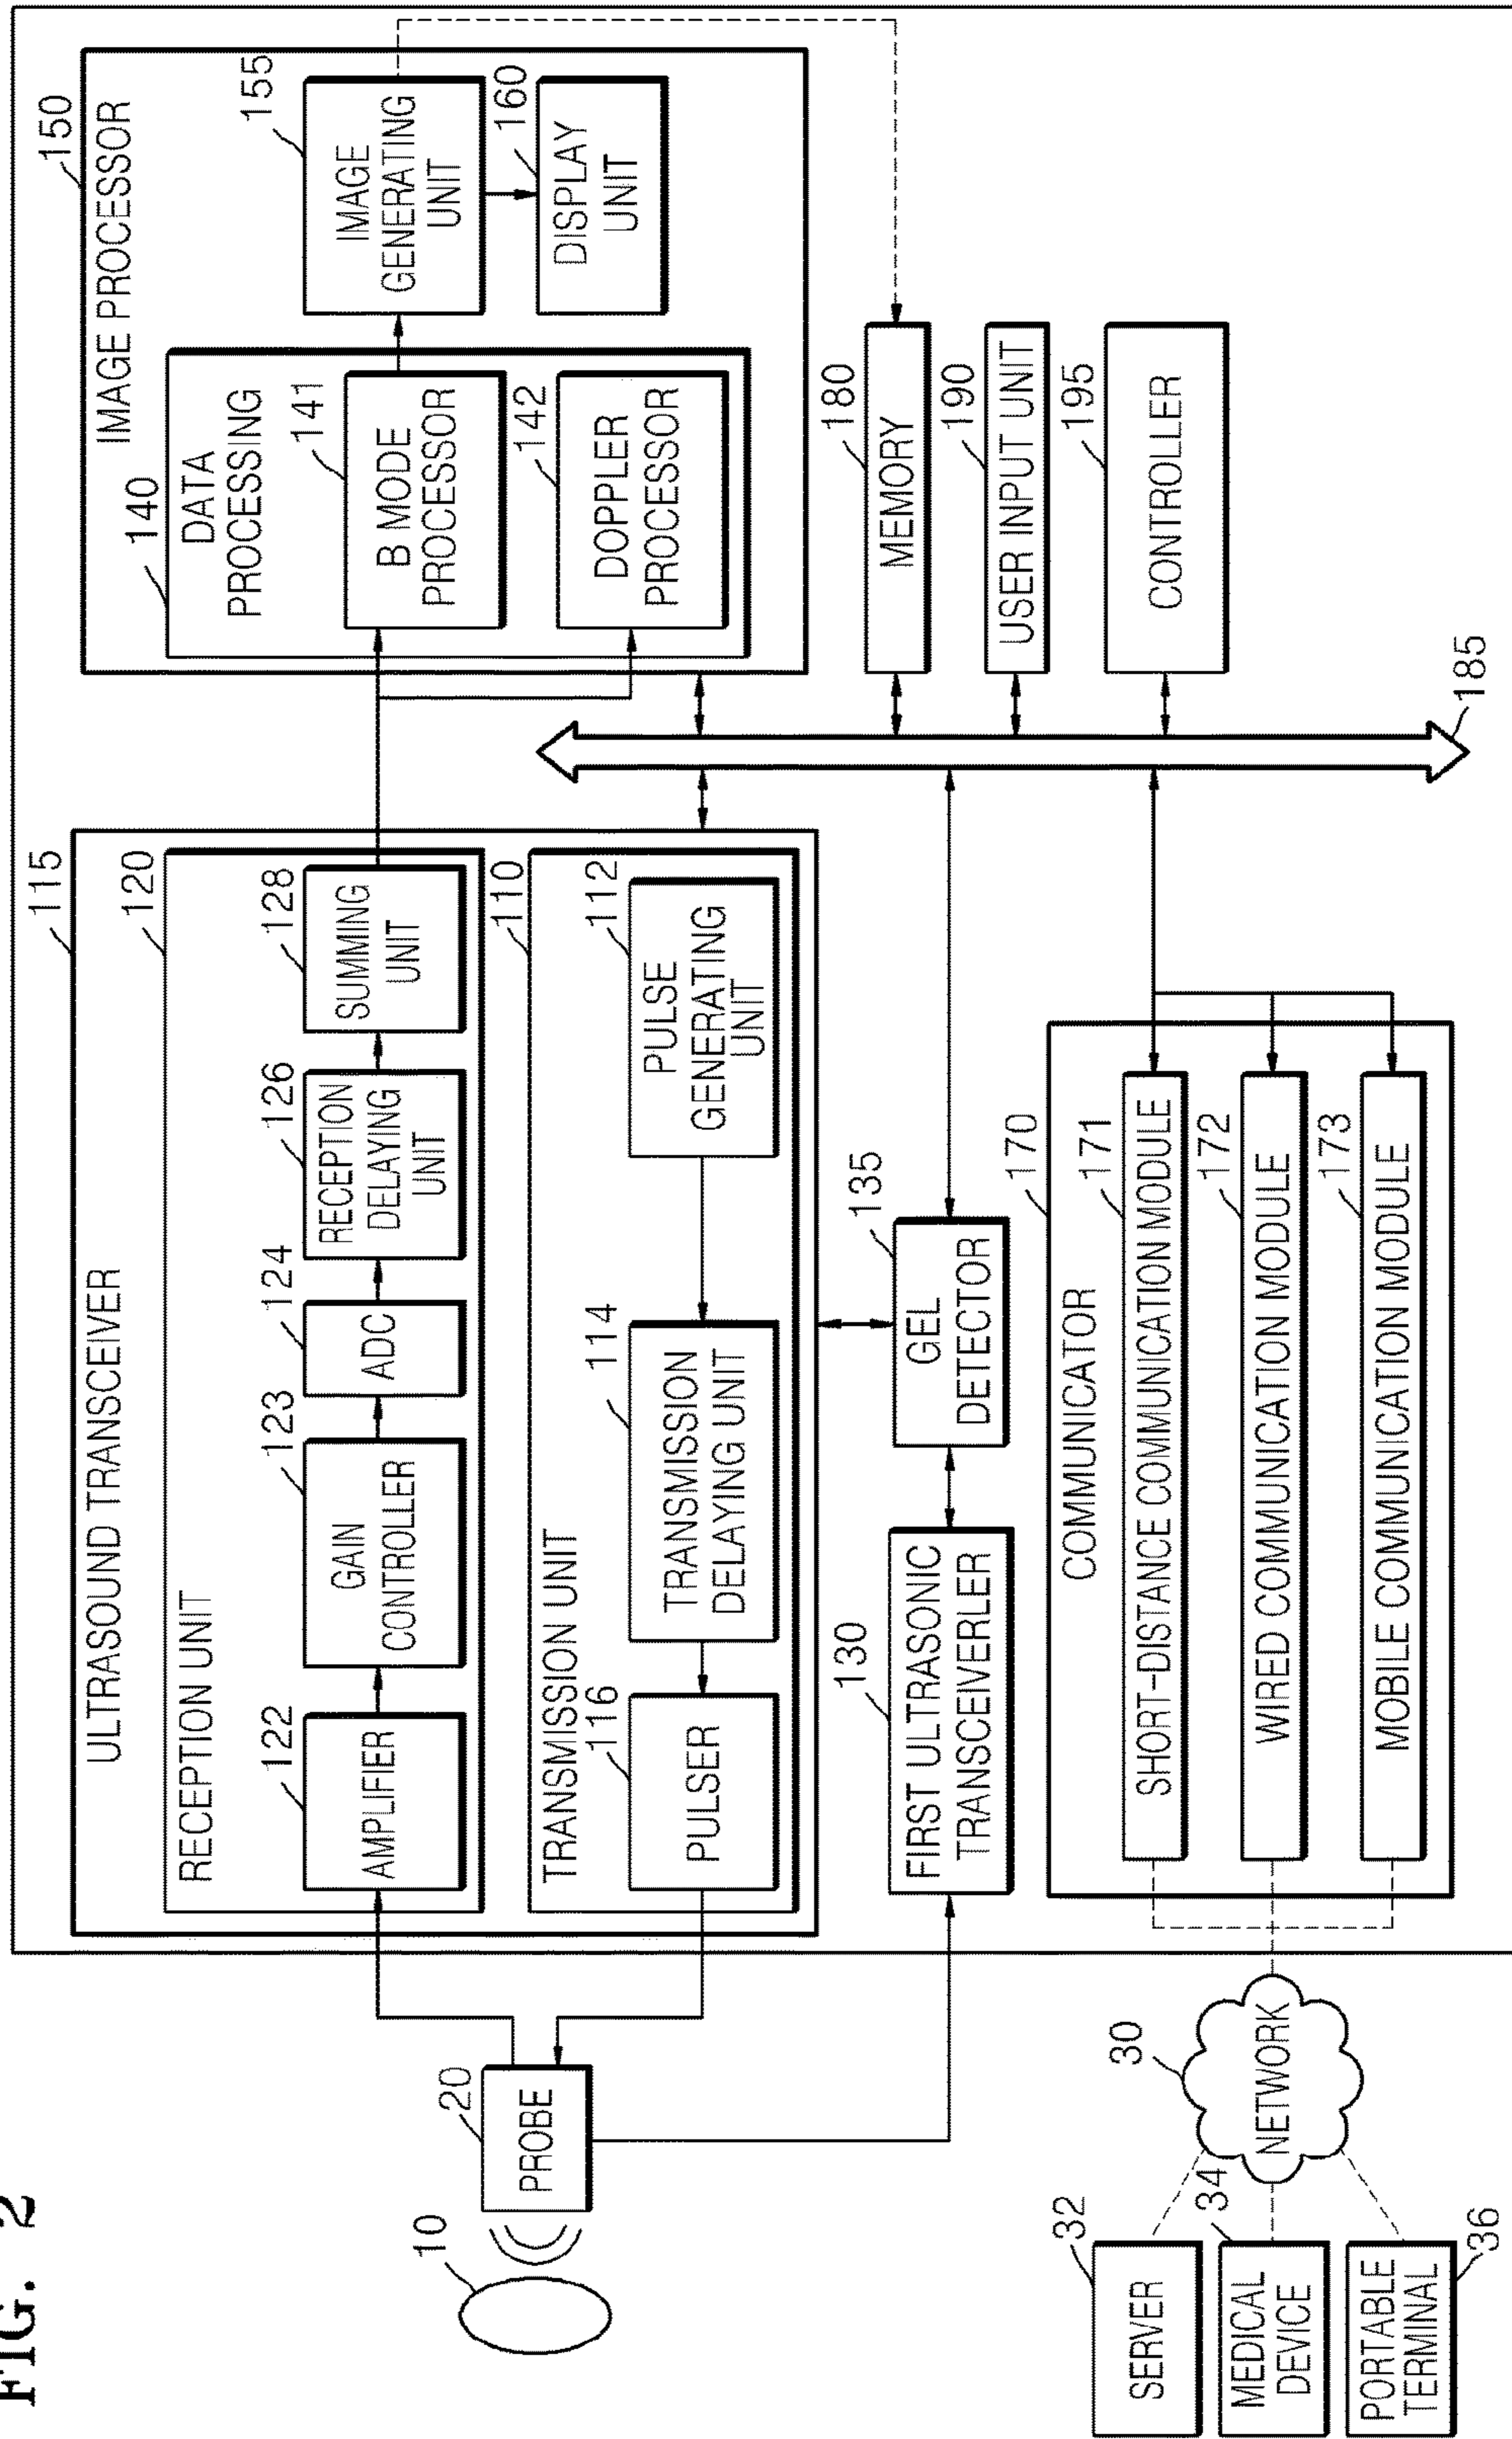 FIG. 2
10
20
PROBE
115
ULTRASOUND TRANSCEIVER
120
RECEPTION UNIT
122
AMPLIFIER
123
GAIN
CONTROLLER
124
ADC
126
RECEPTION
DELAYING
UNIT
128
SUMMING
UNIT
110
TRANSMISSION UNIT
116
PULSER
114
TRANSMISSION
DELAYING UNIT
112
PULSE
GENERATING
UNIT
150
IMAGE PROCESSOR
140
DATA
PROCESSING
141
B MODE
PROCESSOR
142
DOPPLER
PROCESSOR
155
IMAGE
GENERATING
UNIT
160
DISPLAY
UNIT
130
FIRST ULTRASONIC
TRANSCEIVERLER
135
GEL
DETECTOR
180
MEMORY
190
USER INPUT UNIT
195
CONTROLLER
185
170
COMMUNICATOR
171
SHORT-DISTANCE COMMUNICATION MODULE
172
WIRED COMMUNICATION MODULE
173
MOBILE COMMUNICATION MODULE
30
NETWORK
32
SERVER
34
MEDICAL
DEVICE
36
PORTABLE
TERMINAL